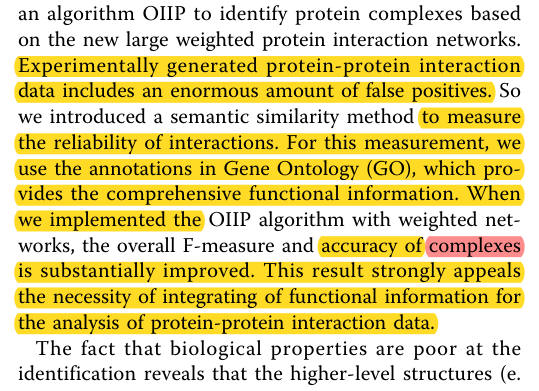 an algorithm OIIP to identify protein complexes based
on the new large weighted protein interaction networks.
Experimentally generated protein-protein interaction
data includes an enormous amount of false positives. So
we introduced a semantic similarity method to measure
the reliability of interactions. For this measurement, we
use the annotations in Gene Ontology (GO), which pro-
vides the comprehensive functional information. When
we implemented the OIIP algorithm with weighted net-
works, the overall F-measure and accuracy of complexes
is substantially improved. This result strongly appeals
the necessity of integrating of functional information for
the analysis of protein-protein interaction data.
The fact that biological properties are poor at the
identification reveals that the higher-level structures (e.